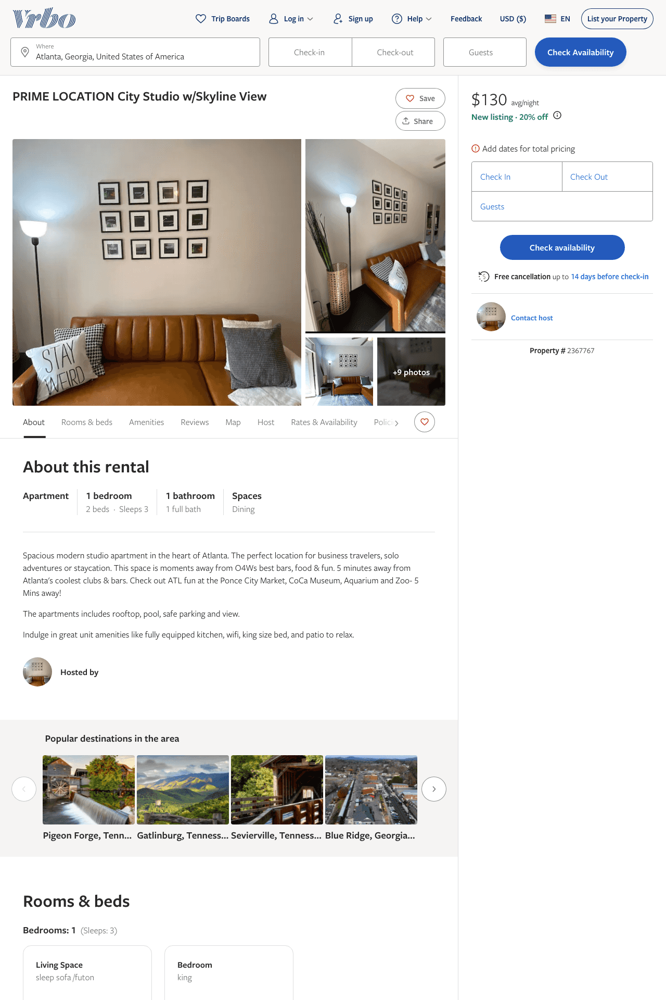 Vrbo
Trip Boards
Log in
Sign up
Help
Feedback
USD ($)
EN
List your Property
Where
Atlanta, Georgia, United States of America
Check-in
Check-out
Guests
Check Availability
PRIME LOCATION City Studio w/Skyline View
Save
Share
STAY
WEIRD
+9 photos
$130 avg/night
New listing · 20% off
Add dates for total pricing
Check In
Check Out
Guests
Check availability
Free cancellation up to 14 days before check-in
Contact host
Property # 2367767
About
Rooms & beds
Amenities
Reviews
Map
Host
Rates & Availability
About this rental
Apartment
1 bedroom
2 beds · Sleeps 3
1 bathroom
1 full bath
Spaces
Dining
Spacious modern studio apartment in the heart of Atlanta. The perfect location for business travelers, solo
adventures or staycation. This space is moments away from O4Ws best bars, food & fun. 5 minutes away from
Atlanta's coolest clubs & bars. Check out ATL fun at the Ponce City Market, CoCa Museum, Aquarium and Zoo- 5
Mins away!
The apartments includes rooftop, pool, safe parking and view.
Indulge in great unit amenities like fully equipped kitchen, wifi, king size bed, and patio to relax.
Hosted by
Popular destinations in the area
Pigeon Forge, Tenn...
Gatlinburg, Tenness...
Sevierville, Tenness...
Blue Ridge, Georgia...
Rooms & beds
Bedrooms: 1 (Sleeps: 3)
Living Space
sleep sofa /futon
Bedroom
king